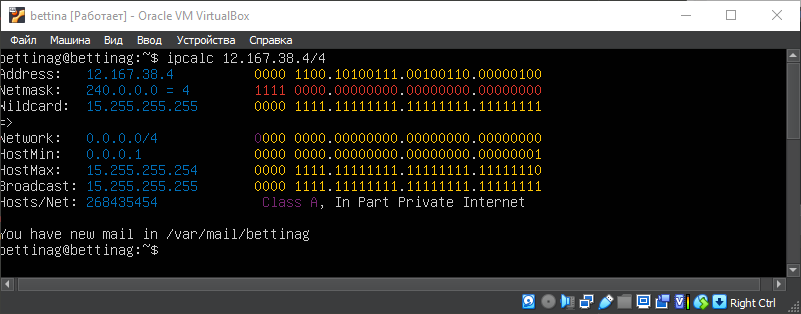 bettina [Работает] - Oracle VM VirtualBox
Файл Машина Вид Ввод Устройства Справка
bettinag@bettinag:~$ ipcalc 12.167.38.4/4
Address: 12.167.38.4 0000 1100.10100111.00100110.00000100
Netmask: 240.0.0.0 = 4 1111 0000.00000000.00000000.00000000
Wildcard: 15.255.255.255 0000 1111.11111111.11111111.11111111
=>
Network: 0.0.0.0/4 0000 0000.00000000.00000000.00000000
HostMin: 0.0.0.1 0000 0000.00000000.00000000.00000001
HostMax: 15.255.255.254 0000 1111.11111111.11111111.11111110
Broadcast: 15.255.255.255 0000 1111.11111111.11111111.11111111
Hosts/Net: 268435454 Class A, In Part Private Internet
You have new mail in /var/mail/bettinag
bettinag@bettinag:~$
Right Ctrl